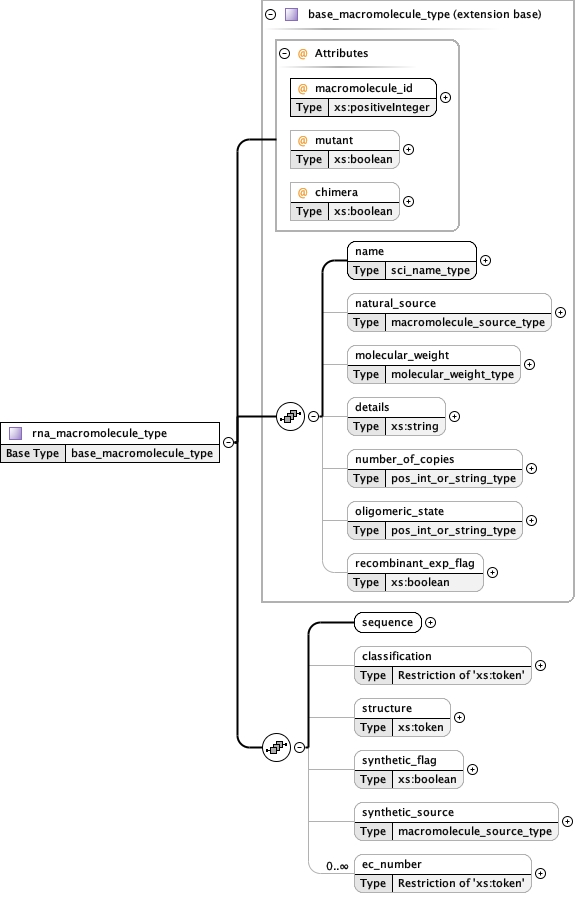 base_macromolecule_type (extension base)
@ Attributes
@ macromolecule_id
Type xs:positiveInteger
@ mutant
Type xs:boolean
@ chimera
Type xs:boolean
name
Type sci_name_type
natural_source
Type macromolecule_source_type
molecular_weight
Type molecular_weight_type
details
Type xs:string
rna_macromolecule_type
Base Type base_macromolecule_type
number_of_copies
Type pos_int_or_string_type
oligomeric_state
Type pos_int_or_string_type
recombinant_exp_flag
Type xs:boolean
sequence
classification
Type Restriction of 'xs:token'
structure
Type xs:token
synthetic_flag
Type xs:boolean
synthetic_source
Type macromolecule_source_type
0..∞ ec_number
Type Restriction of 'xs:token'